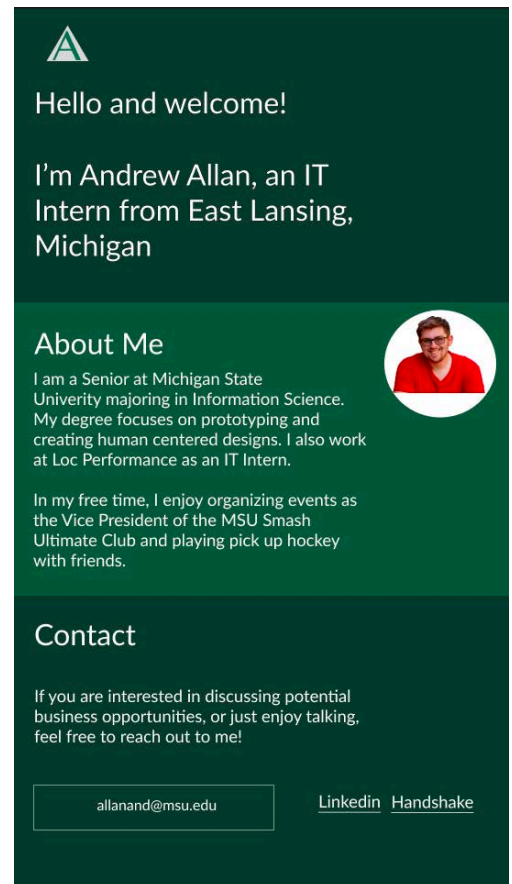 A
Hello and welcome!
I'm Andrew Allan, an IT
Intern from East Lansing,
Michigan
About Me
I am a Senior at Michigan State
Univerity majoring in Information Science.
My degree focuses on prototyping and
creating human centered designs. I also work
at Loc Performance as an IT Intern.
In my free time, I enjoy organizing events as
the Vice President of the MSU Smash
Ultimate Club and playing pick up hockey
with friends.
Contact
If you are interested in discussing potential
business opportunities, or just enjoy talking,
feel free to reach out to me!
allanand@msu.edu
Linkedin Handshake